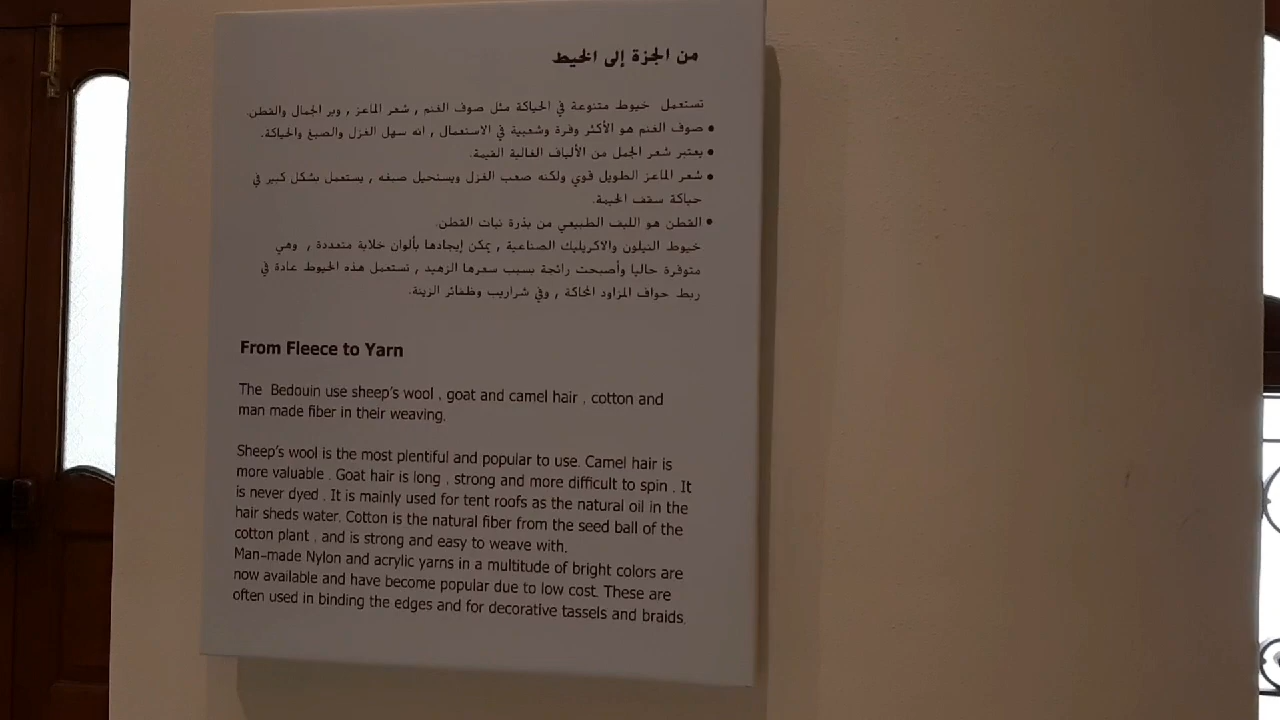 من الجزة إلى الخيط
تستعمل خيوط متنوعة في الحياكة مثل صوف الغنم , شعر الماعز , وبر الجمال والقطن.
• صوف الغنم هو الأكثر وفرة وشعبية في الاستعمال , انه سهل الغزل والصبغ والحياكة.
• يعتبر شعر الجمل من الألياف الغالية القيمة.
• شعر الماعز الطويل قوي ولكنه صعب الغزل ويستحيل صبغه , يستعمل بشكل كبير في
حياكة سقف الخيمة.
• القطن هو الليف الطبيعي من بذرة نبات القطن.
خيوط النيلون والاكريليك الصناعية , يمكن إيجادها بألوان خلابة متعددة , وهي
متوفرة حاليا وأصبحت رائجة بسبب سعرها الزهيد , تستعمل هذه الخيوط عادة في
ربط حواف المزاود المحاكة , وفي شراريب وظفائر الزينة.
From Fleece to Yarn
The Bedouin use sheep's wool , goat and camel hair , cotton and
man made fiber in their weaving.
Sheep's wool is the most plentiful and popular to use. Camel hair is
more valuable . Goat hair is long , strong and more difficult to spin . It
is never dyed . It is mainly used for tent roofs as the natural oil in the
hair sheds water. Cotton is the natural fiber from the seed ball of the
cotton plant , and is strong and easy to weave with.
Man-made Nylon and acrylic yarns in a multitude of bright colors are
now available and have become popular due to low cost. These are
often used in binding the edges and for decorative tassels and braids.